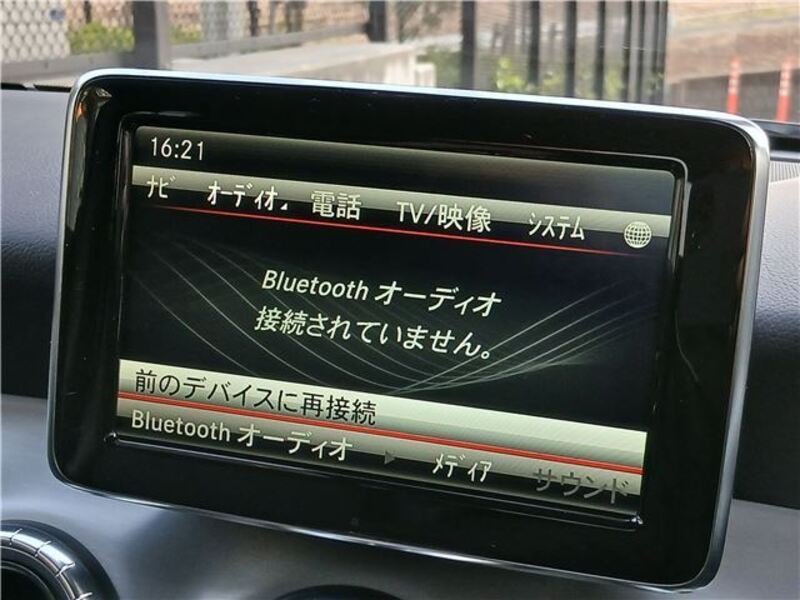 16:21
ナビ オーディオ 電話 TV/映像 システム
Bluetooth オーディオ
接続されていません。
前のデバイスに再接続
Bluetooth オーディオ メディア サウンド